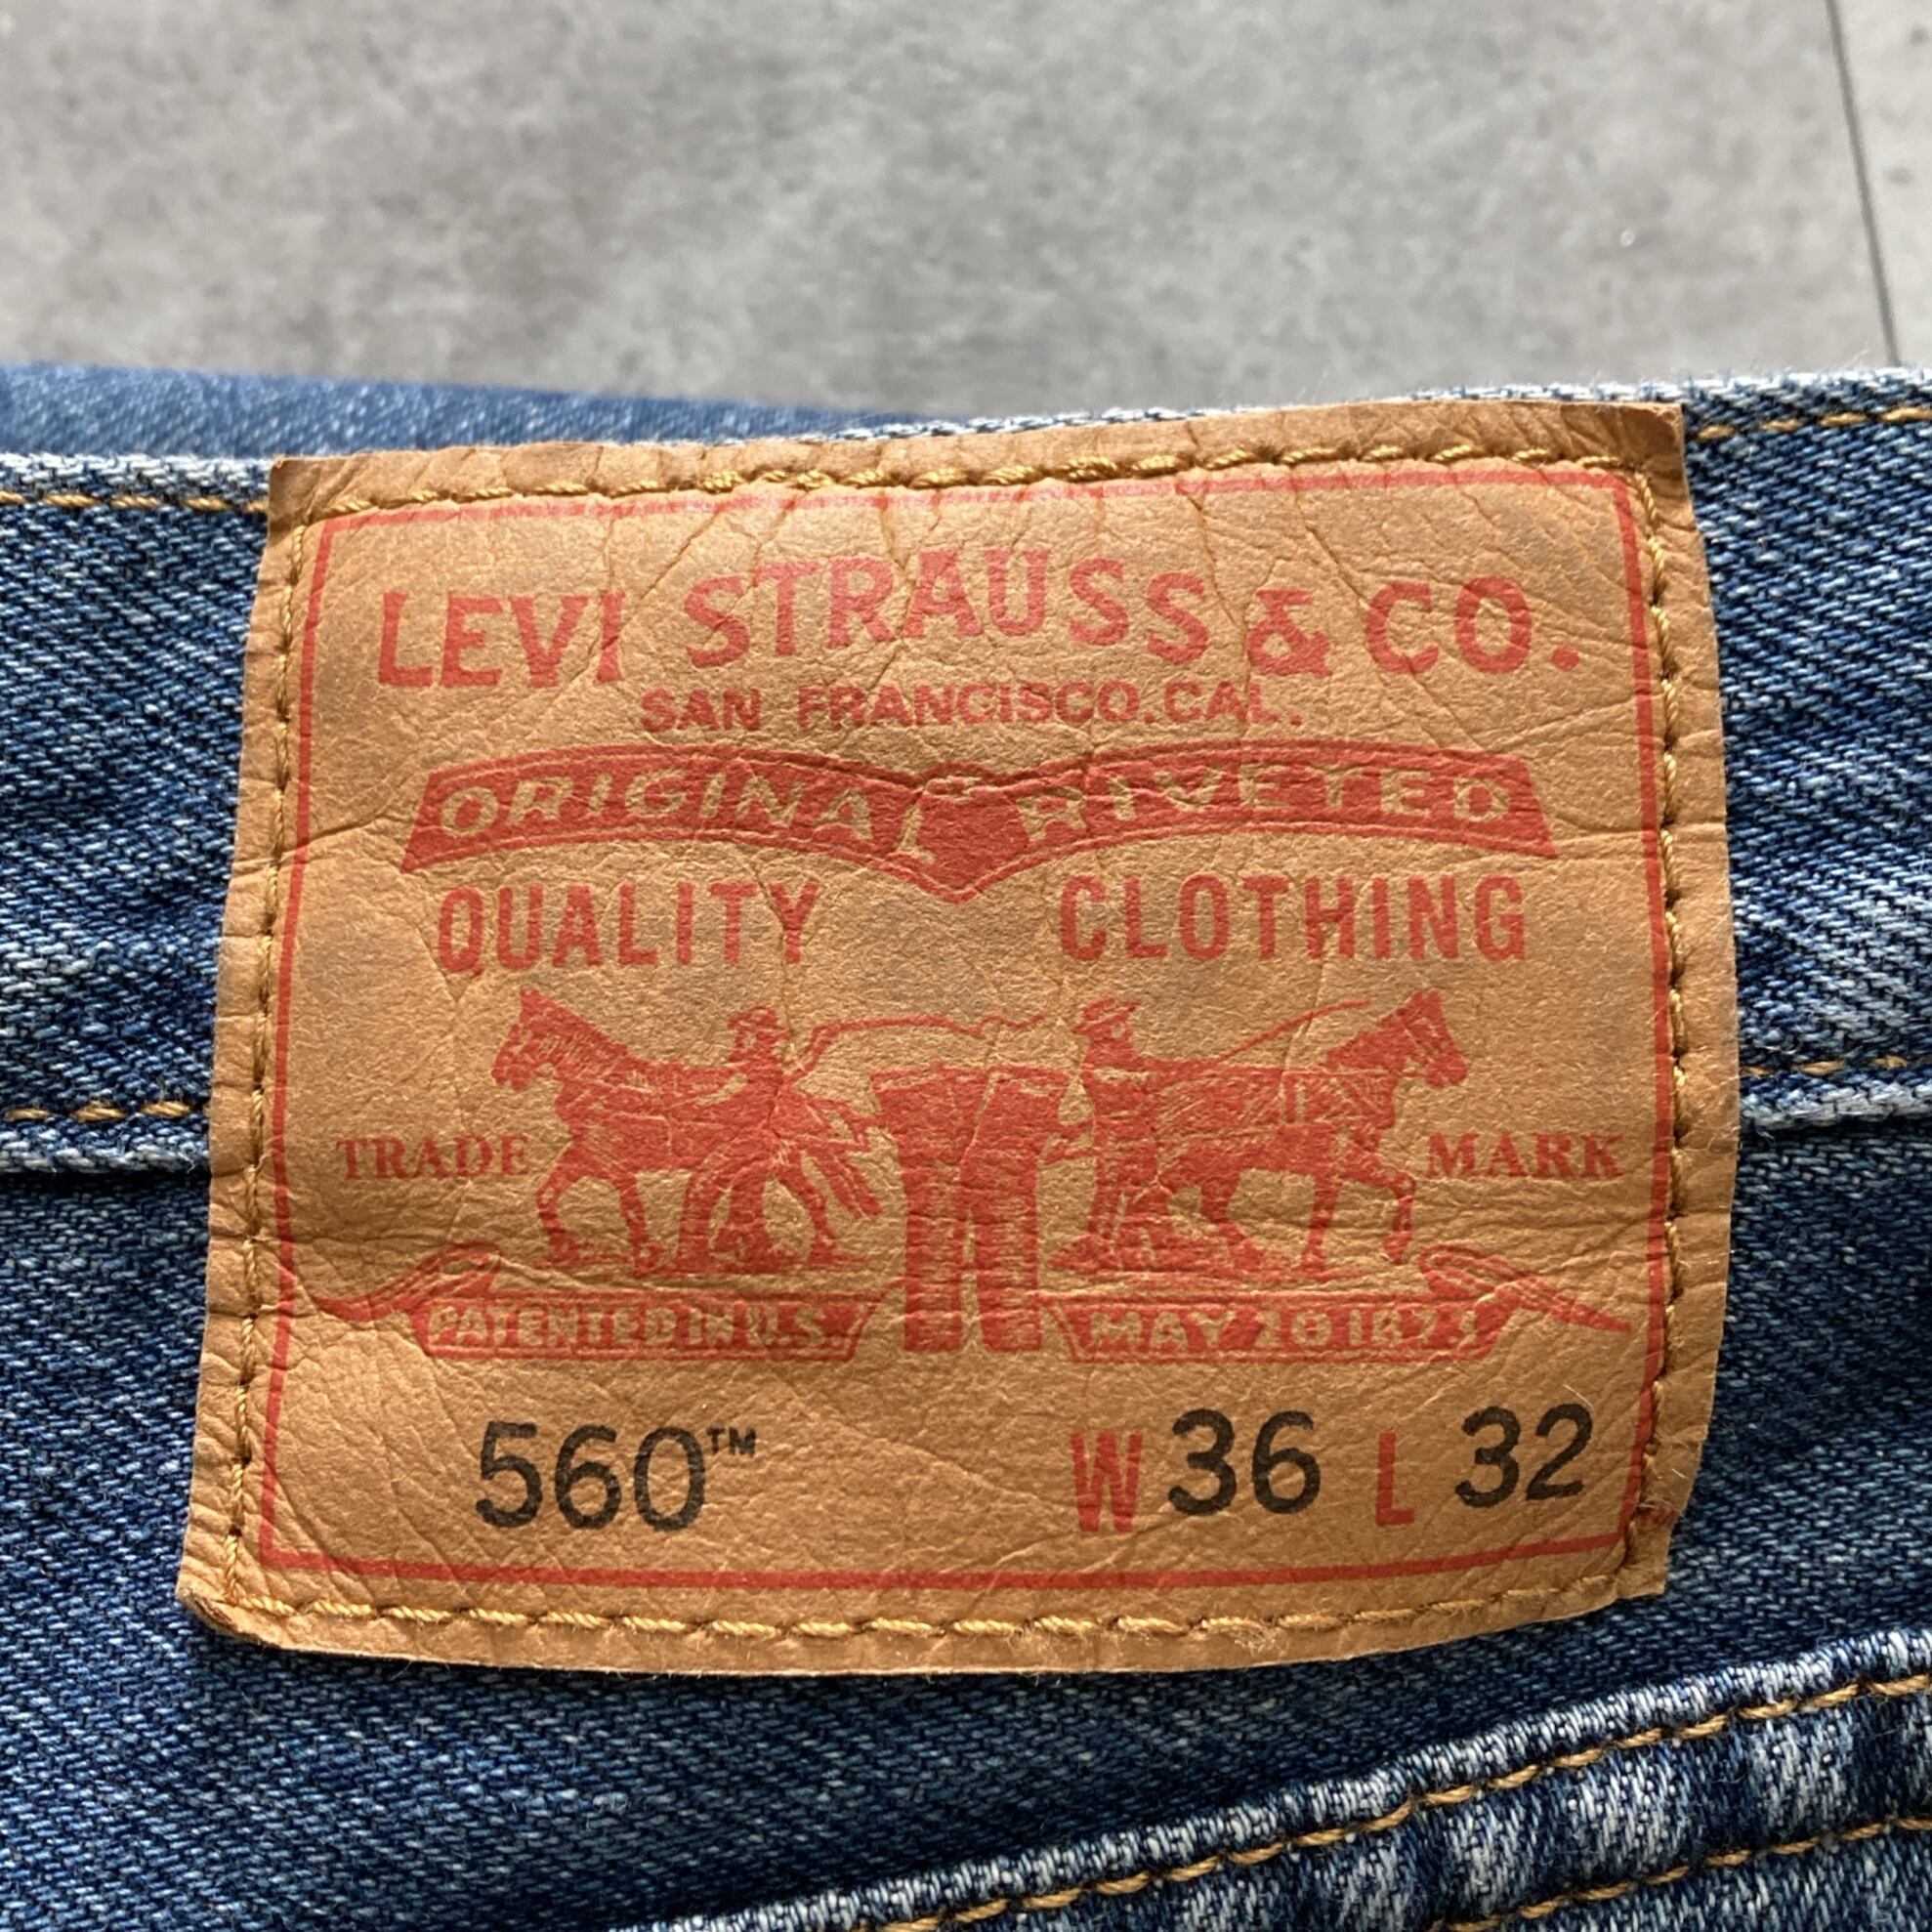 LEVI STRAUSS & CO.
SAN FRANCISCO, CAL.
ORIGINAL RIVETED
QUALITY CLOTHING
TRADE MARK
PATENTED IN U.S. MAY 20 1873
560™ W 36 L 32